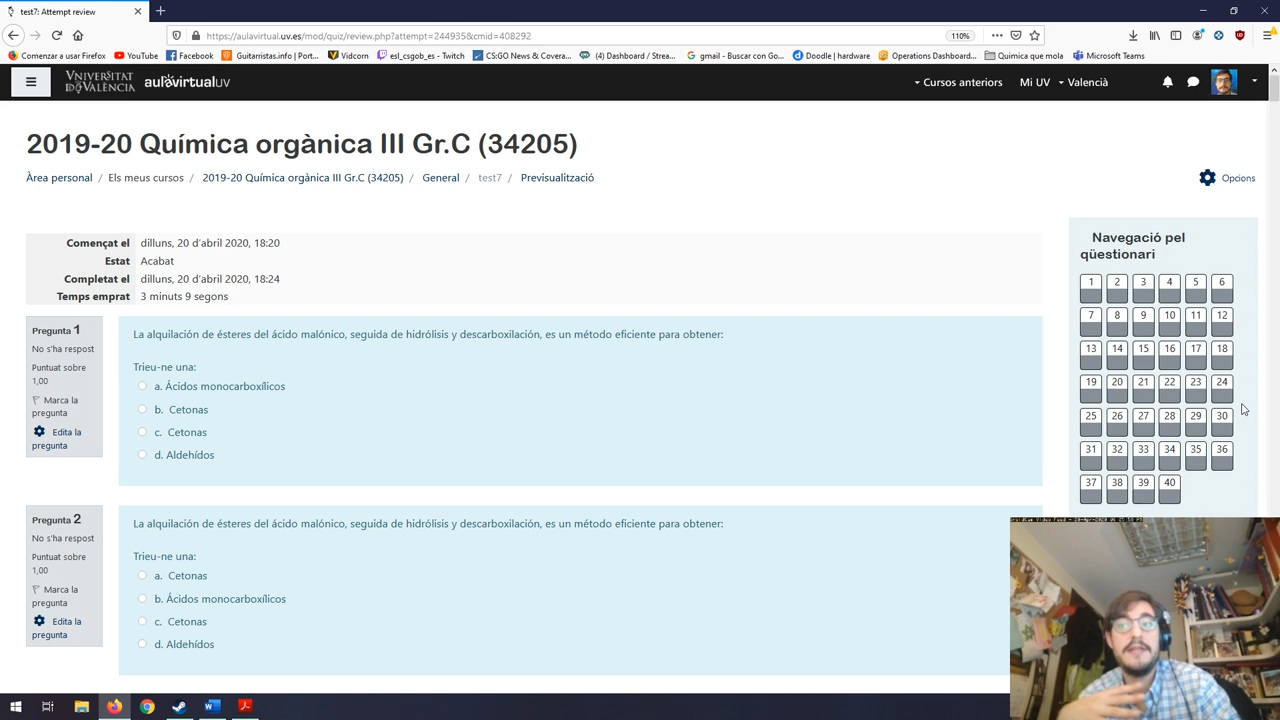 test7: Attempt review
https://aulavirtual.uv.es/mod/quiz/review.php?attempt=244935&cmid=408292
110%
Comenzar a usar Firefox YouTube Facebook Guitarristas.info | Port... Vidcorn esl_csgob_es - Twitch CS:GO News & Covera... (4) Dashboard / Strea... gmail - Buscar con Go... Doodle | hardware Operations Dashboard... Quimica que mola Microsoft Teams
VNIVERSITAT
D VALÈNCIA
aulavirtualUV
Cursos anteriors Mi UV Valencià
2019-20 Química orgànica III Gr.C (34205)
Àrea personal / Els meus cursos / 2019-20 Química orgànica III Gr.C (34205) / General / test7 / Previsualització
Opcions
Començat el dilluns, 20 d'abril 2020, 18:20
Estat Acabat
Completat el dilluns, 20 d'abril 2020, 18:24
Temps emprat 3 minuts 9 segons
Navegació pel
qüestionari
1 2 3 4 5 6
7 8 9 10 11 12
13 14 15 16 17 18
19 20 21 22 23 24
25 26 27 28 29 30
31 32 33 34 35 36
37 38 39 40
Pregunta 1
No s'ha respost
Puntuat sobre
1,00
Marca la
pregunta
Edita la
pregunta
La alquilación de ésteres del ácido malónico, seguida de hidrólisis y descarboxilación, es un método eficiente para obtener:
Trieu-ne una:
a. Ácidos monocarboxílicos
b. Cetonas
c. Cetonas
d. Aldehídos
Pregunta 2
No s'ha respost
Puntuat sobre
1,00
Marca la
pregunta
Edita la
pregunta
La alquilación de ésteres del ácido malónico, seguida de hidrólisis y descarboxilación, es un método eficiente para obtener:
Trieu-ne una:
a. Cetonas
b. Ácidos monocarboxílicos
c. Cetonas
d. Aldehídos